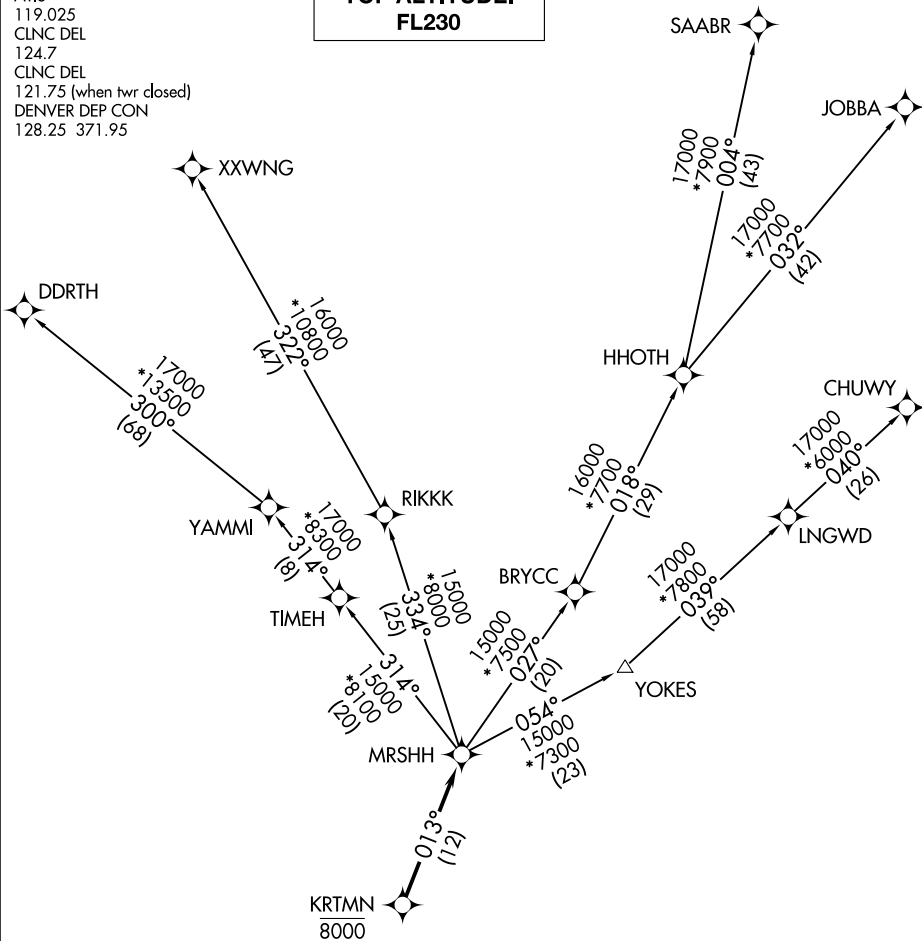 119.025
CLNC DEL
124.7
CLNC DEL
121.75 (when twr closed)
DENVER DEP CON
128.25 371.95
FL230
SAABR
JOBBA
17000
*7900
004°
(43)
XXWNG
17000
*7700
032°
(42)
DDRTH
16000
*10800
322°
(47)
HHOTH
17000
*13500
300°
(68)
CHUWY
17000
*6000
040°
(26)
16000
*7700
018°
(29)
RIKKK
YAMMI
17000
*8300
314°
(8)
LNGWD
BRYCC
17000
*7800
039°
(58)
15000
*8000
334°
(25)
TIMEH
15000
*7500
027°
(20)
314°
15000
*8100
(20)
YOKES
054°
15000
*7300
(23)
MRSHH
013°
(12)
KRTMN
8000